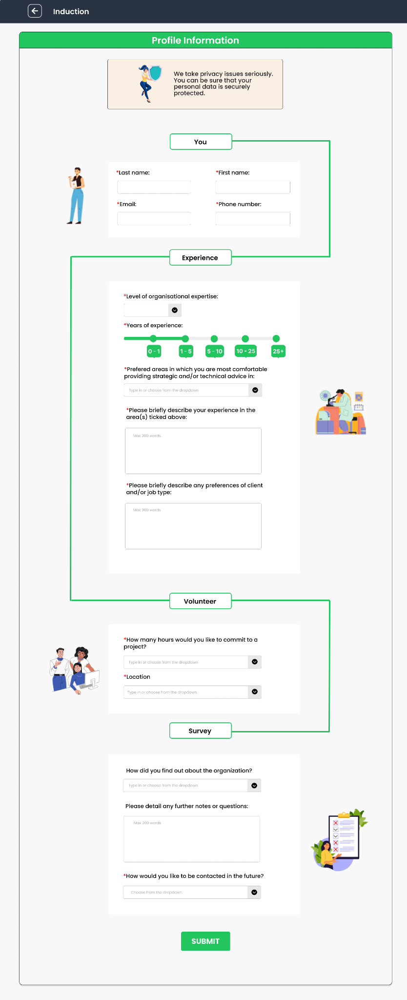 Induction
Profile Information
We take privacy issues seriously.
You can be sure that your
personal data is securely
protected.
You
*Last name:
*First name:
*Email:
*Phone number:
Experience
*Level of organisational expertise:
*Years of experience:
0 - 1
1 - 5
5 - 10
10 - 25
25+
*Prefered areas in which you are most comfortable
providing strategic and/or technical advice in:
Type in or choose from the dropdown
*Please briefly describe your experience in the
area(s) ticked above:
Max 200 words
*Please briefly describe any preferences of client
and/or job type:
Max 200 words
Volunteer
*How many hours would you like to commit to a
project?
Type in or choose from the dropdown
*Location
Type in or choose from the dropdown
Survey
How did you find out about the organization?
Type in or choose from the dropdown
Please detail any further notes or questions:
Max 200 words
*How would you like to be contacted in the future?
Choose from the dropdown
SUBMIT